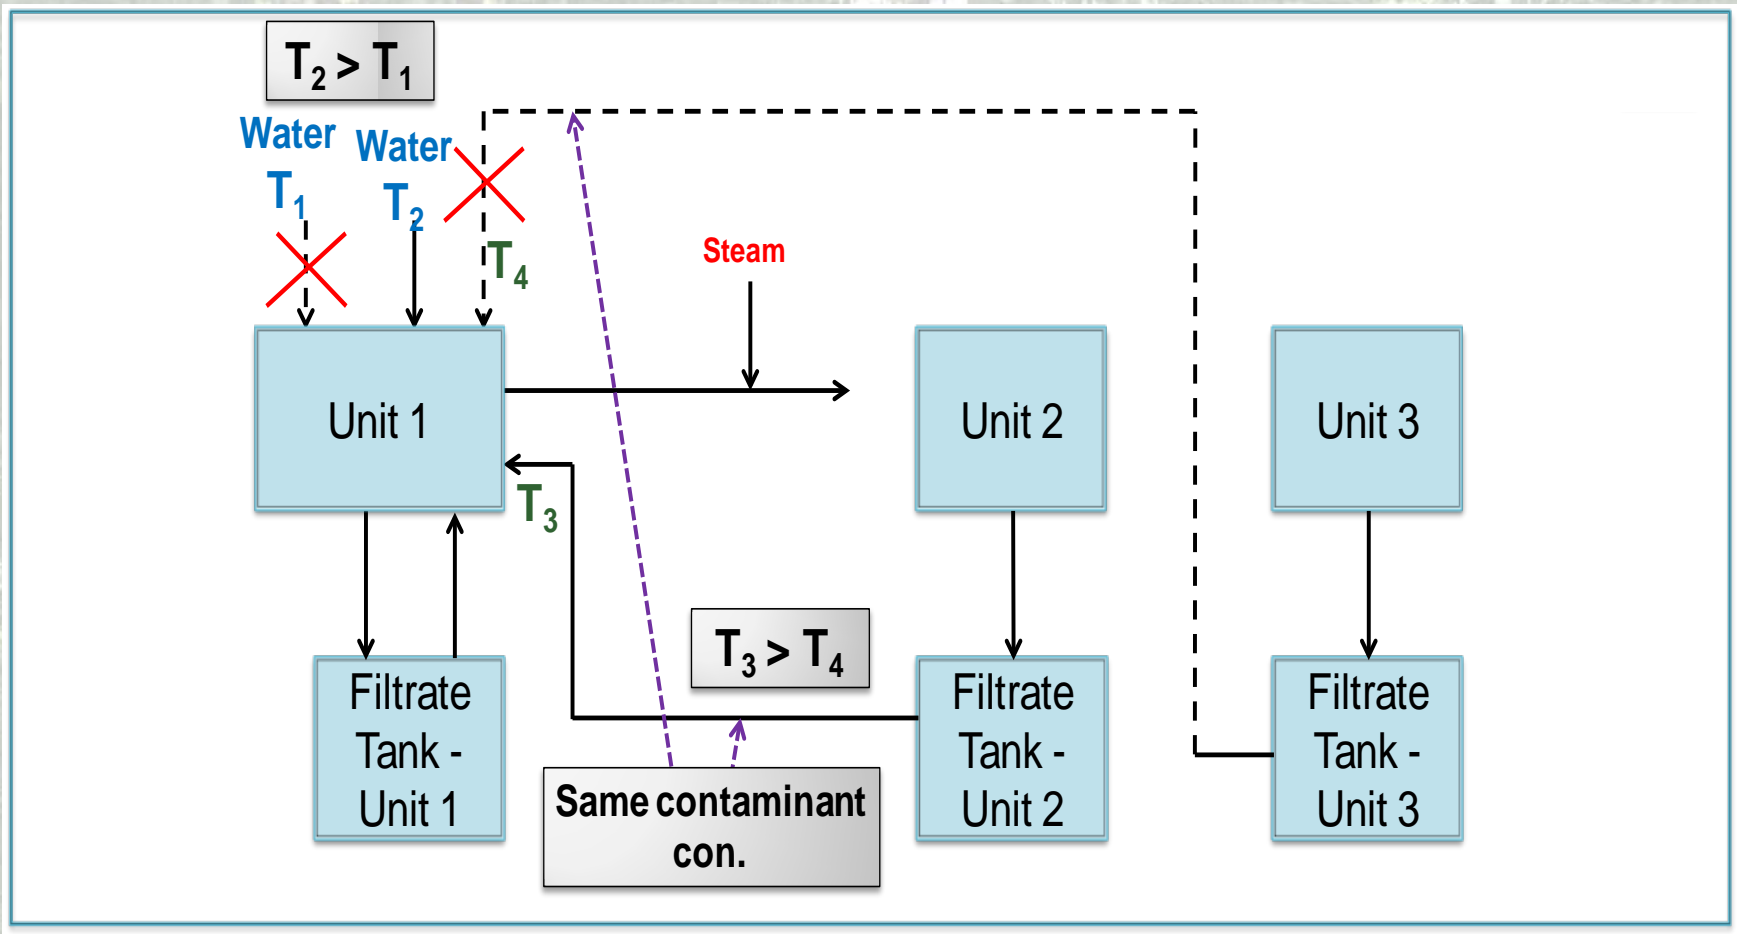 T2 > T1
Water
T1
Water
T2
T4
Steam
Unit 1
Unit 2
Unit 3
T3
T3 > T4
Filtrate
Tank -
Unit 1
Same contaminant
con.
Filtrate
Tank -
Unit 2
Filtrate
Tank -
Unit 3